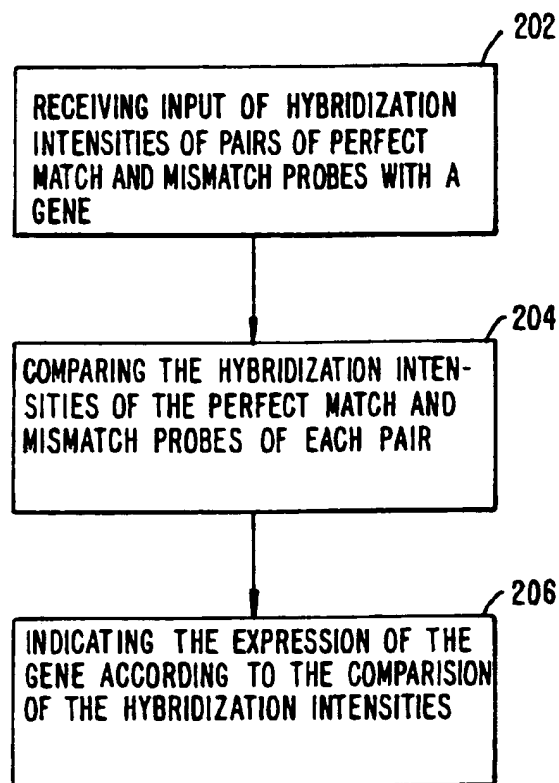 202
RECEIVING INPUT OF HYBRIDIZATION
INTENSITIES OF PAIRS OF PERFECT
MATCH AND MISMATCH PROBES WITH A
GENE
204
COMPARING THE HYBRIDIZATION INTEN-
SITIES OF THE PERFECT MATCH AND
MISMATCH PROBES OF EACH PAIR
206
INDICATING THE EXPRESSION OF THE
GENE ACCORDING TO THE COMPARISION
OF THE HYBRIDIZATION INTENSITIES